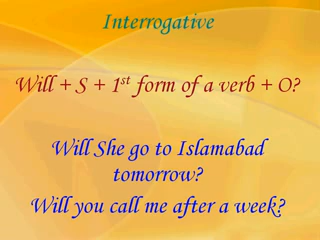 Interrogative
Will + S + 1st form of a verb + O?
Will She go to Islamabad
tomorrow?
Will you call me after a week?